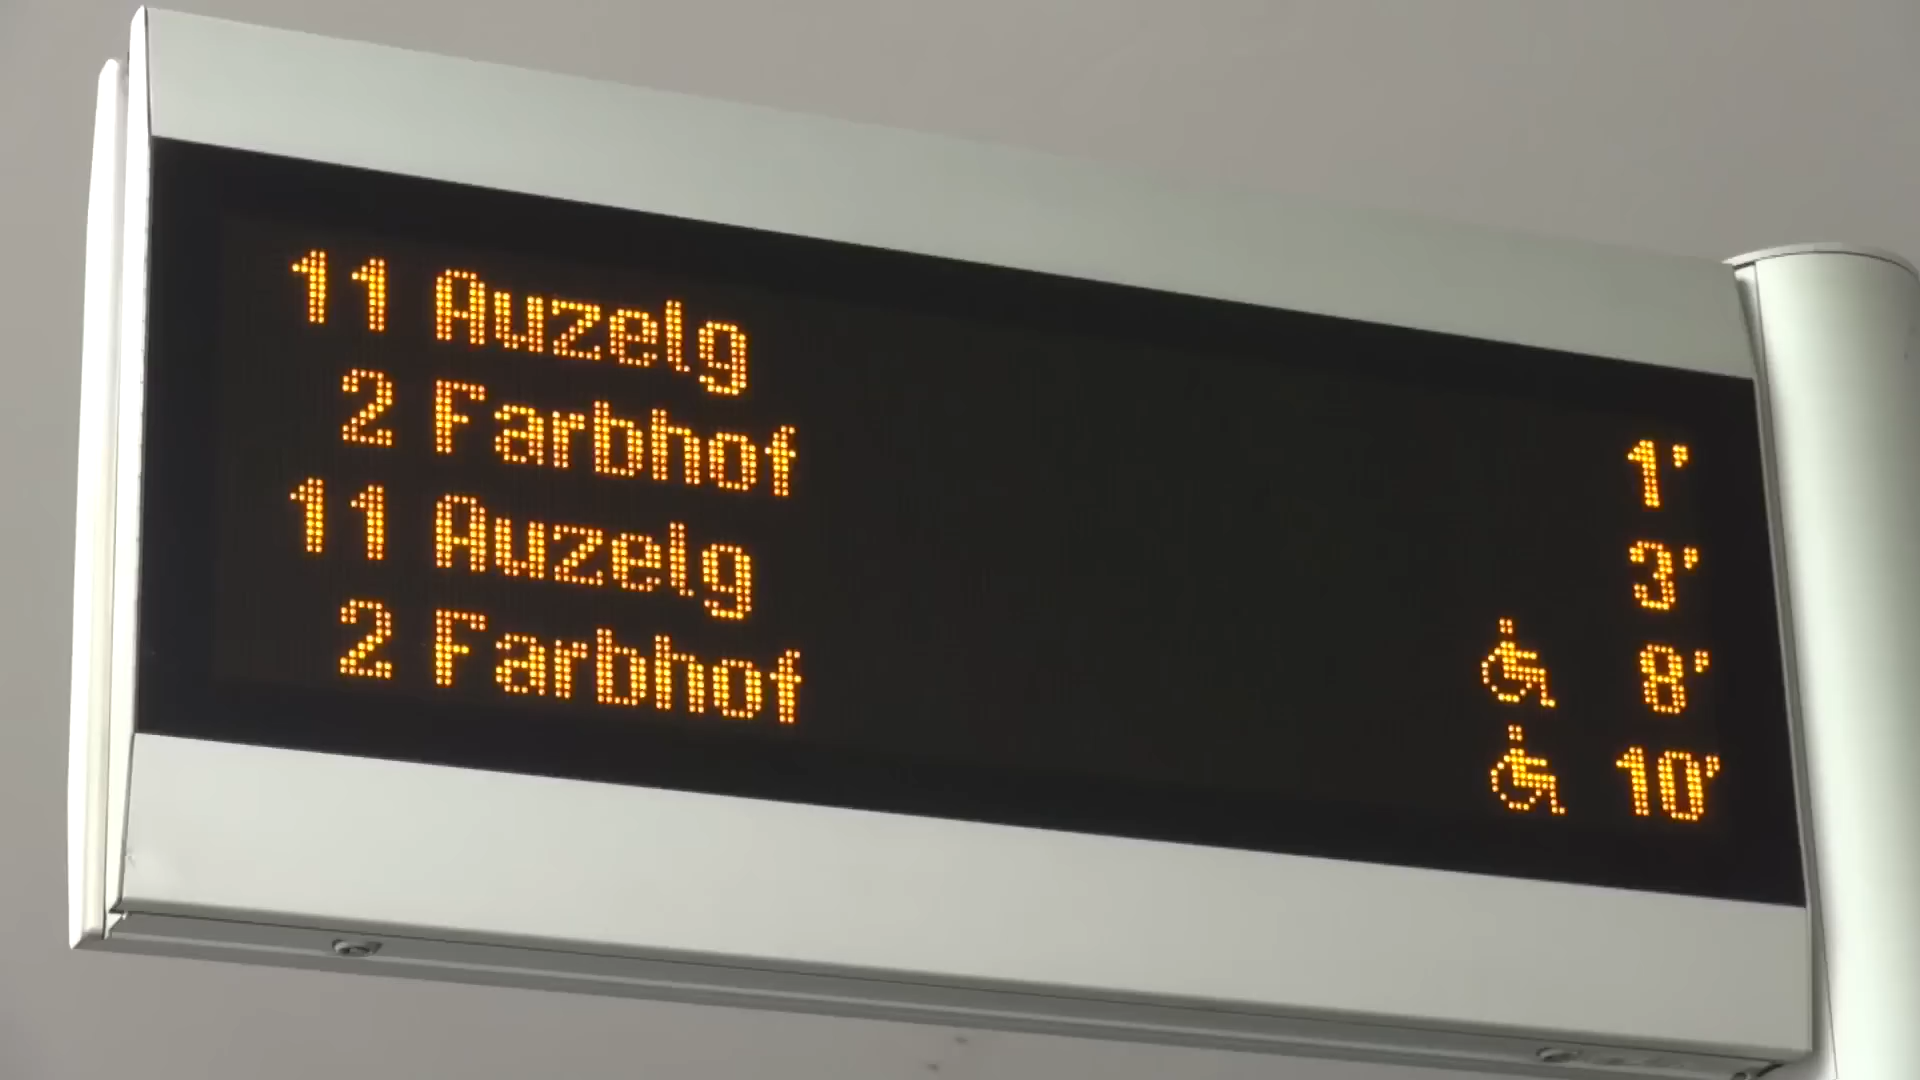 11 Auzelg 1'
2 Farbhof 3'
11 Auzelg 8'
2 Farbhof 10'